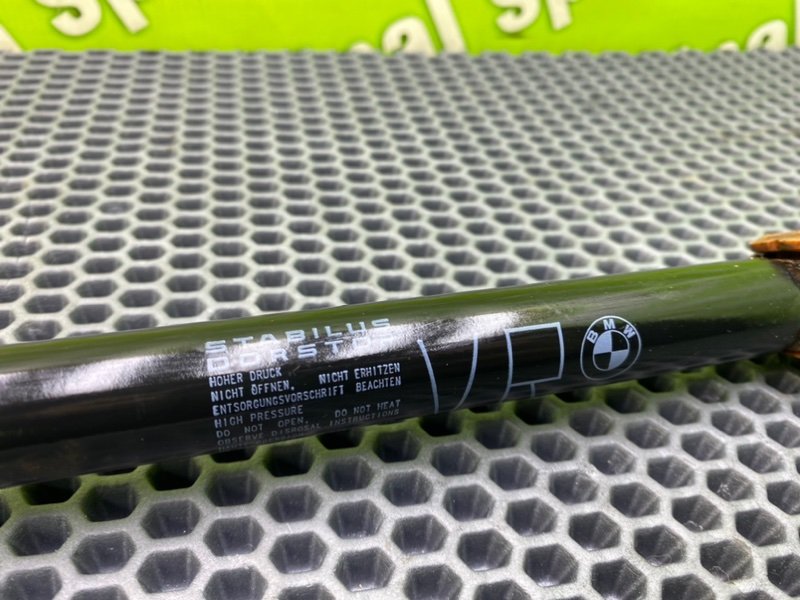 STABILUS
HOHER DRUCK
NICHT ÖFFNEN. NICHT ERHITZEN
ENTSORGUNGSVORSCHRIFT BEACHTEN
HIGH PRESSURE DO NOT HEAT
DO NOT OPEN.
OBSERVE DISPOSAL INSTRUCTIONS
BMW